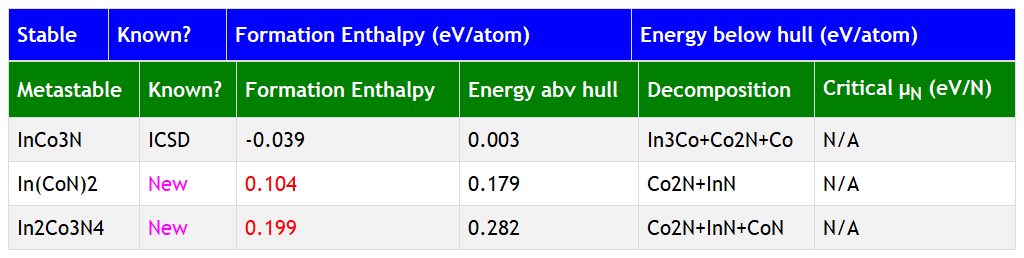 Stable Known? Formation Enthalpy (eV/atom) Energy below hull (eV/atom)
Metastable Known? Formation Enthalpy Energy abv hull Decomposition Critical μN (eV/N)
InCo3N ICSD -0.039 0.003 In3Co+Co2N+Co N/A
In(CoN)2 New 0.104 0.179 Co2N+InN N/A
In2Co3N4 New 0.199 0.282 Co2N+InN+CoN N/A